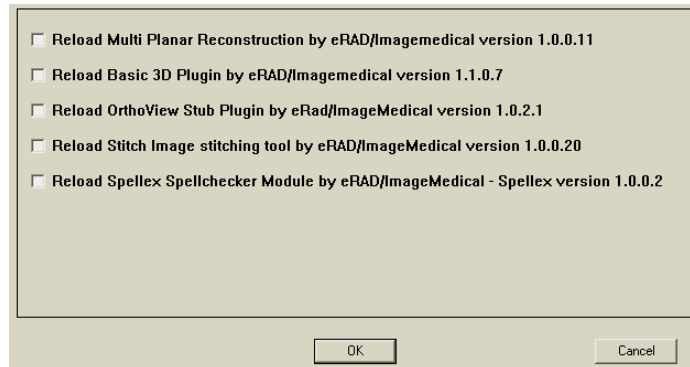 Reload Multi Planar Reconstruction by eRAD/Imagemedical version 1.0.0.11
Reload Basic 3D Plugin by eRAD/Imagemedical version 1.1.0.7
Reload OrthoView Stub Plugin by eRad/ImageMedical version 1.0.2.1
Reload Stitch Image stitching tool by eRAD/ImageMedical version 1.0.0.20
Reload Spellex Spellchecker Module by eRAD/ImageMedical - Spellex version 1.0.0.2
OK
Cancel